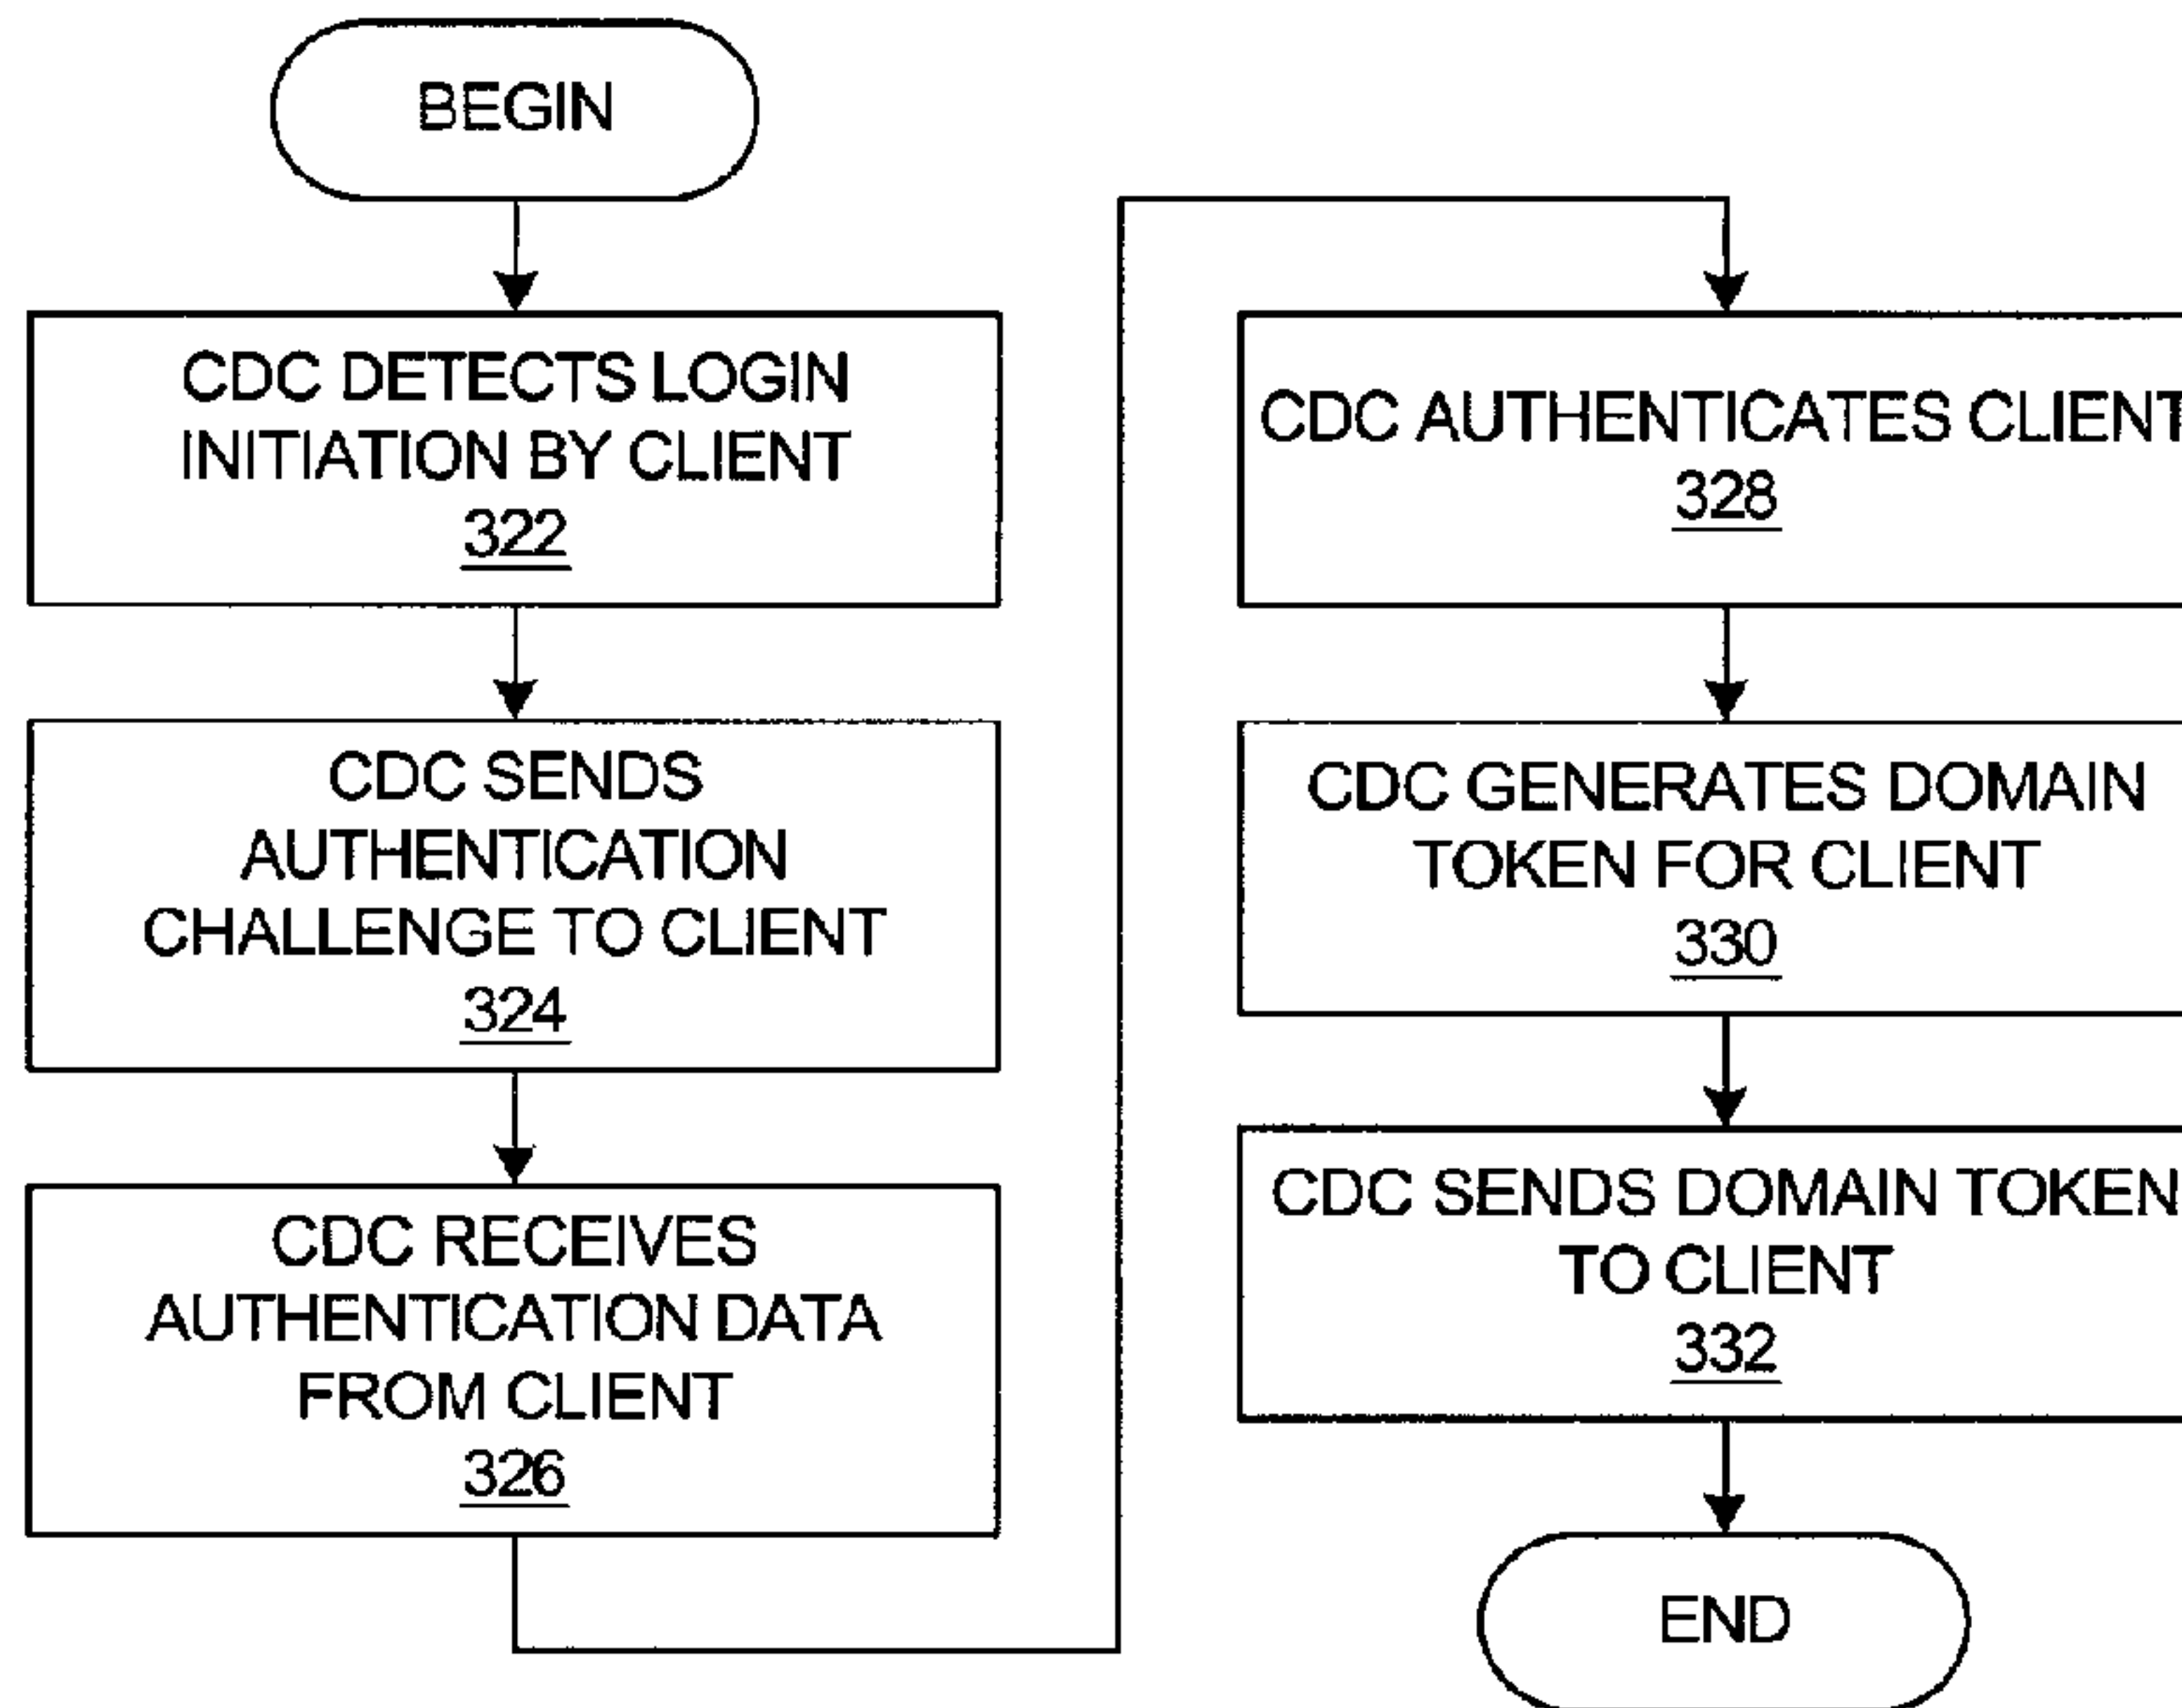 BEGIN
CDC DETECTS LOGIN
INITIATION BY CLIENT
322
CDC SENDS
AUTHENTICATION
CHALLENGE TO CLIENT
324
CDC RECEIVES
AUTHENTICATION DATA
FROM CLIENT
326
CDC AUTHENTICATES CLIENT
328
CDC GENERATES DOMAIN
TOKEN FOR CLIENT
330
CDC SENDS DOMAIN TOKEN
TO CLIENT
332
END